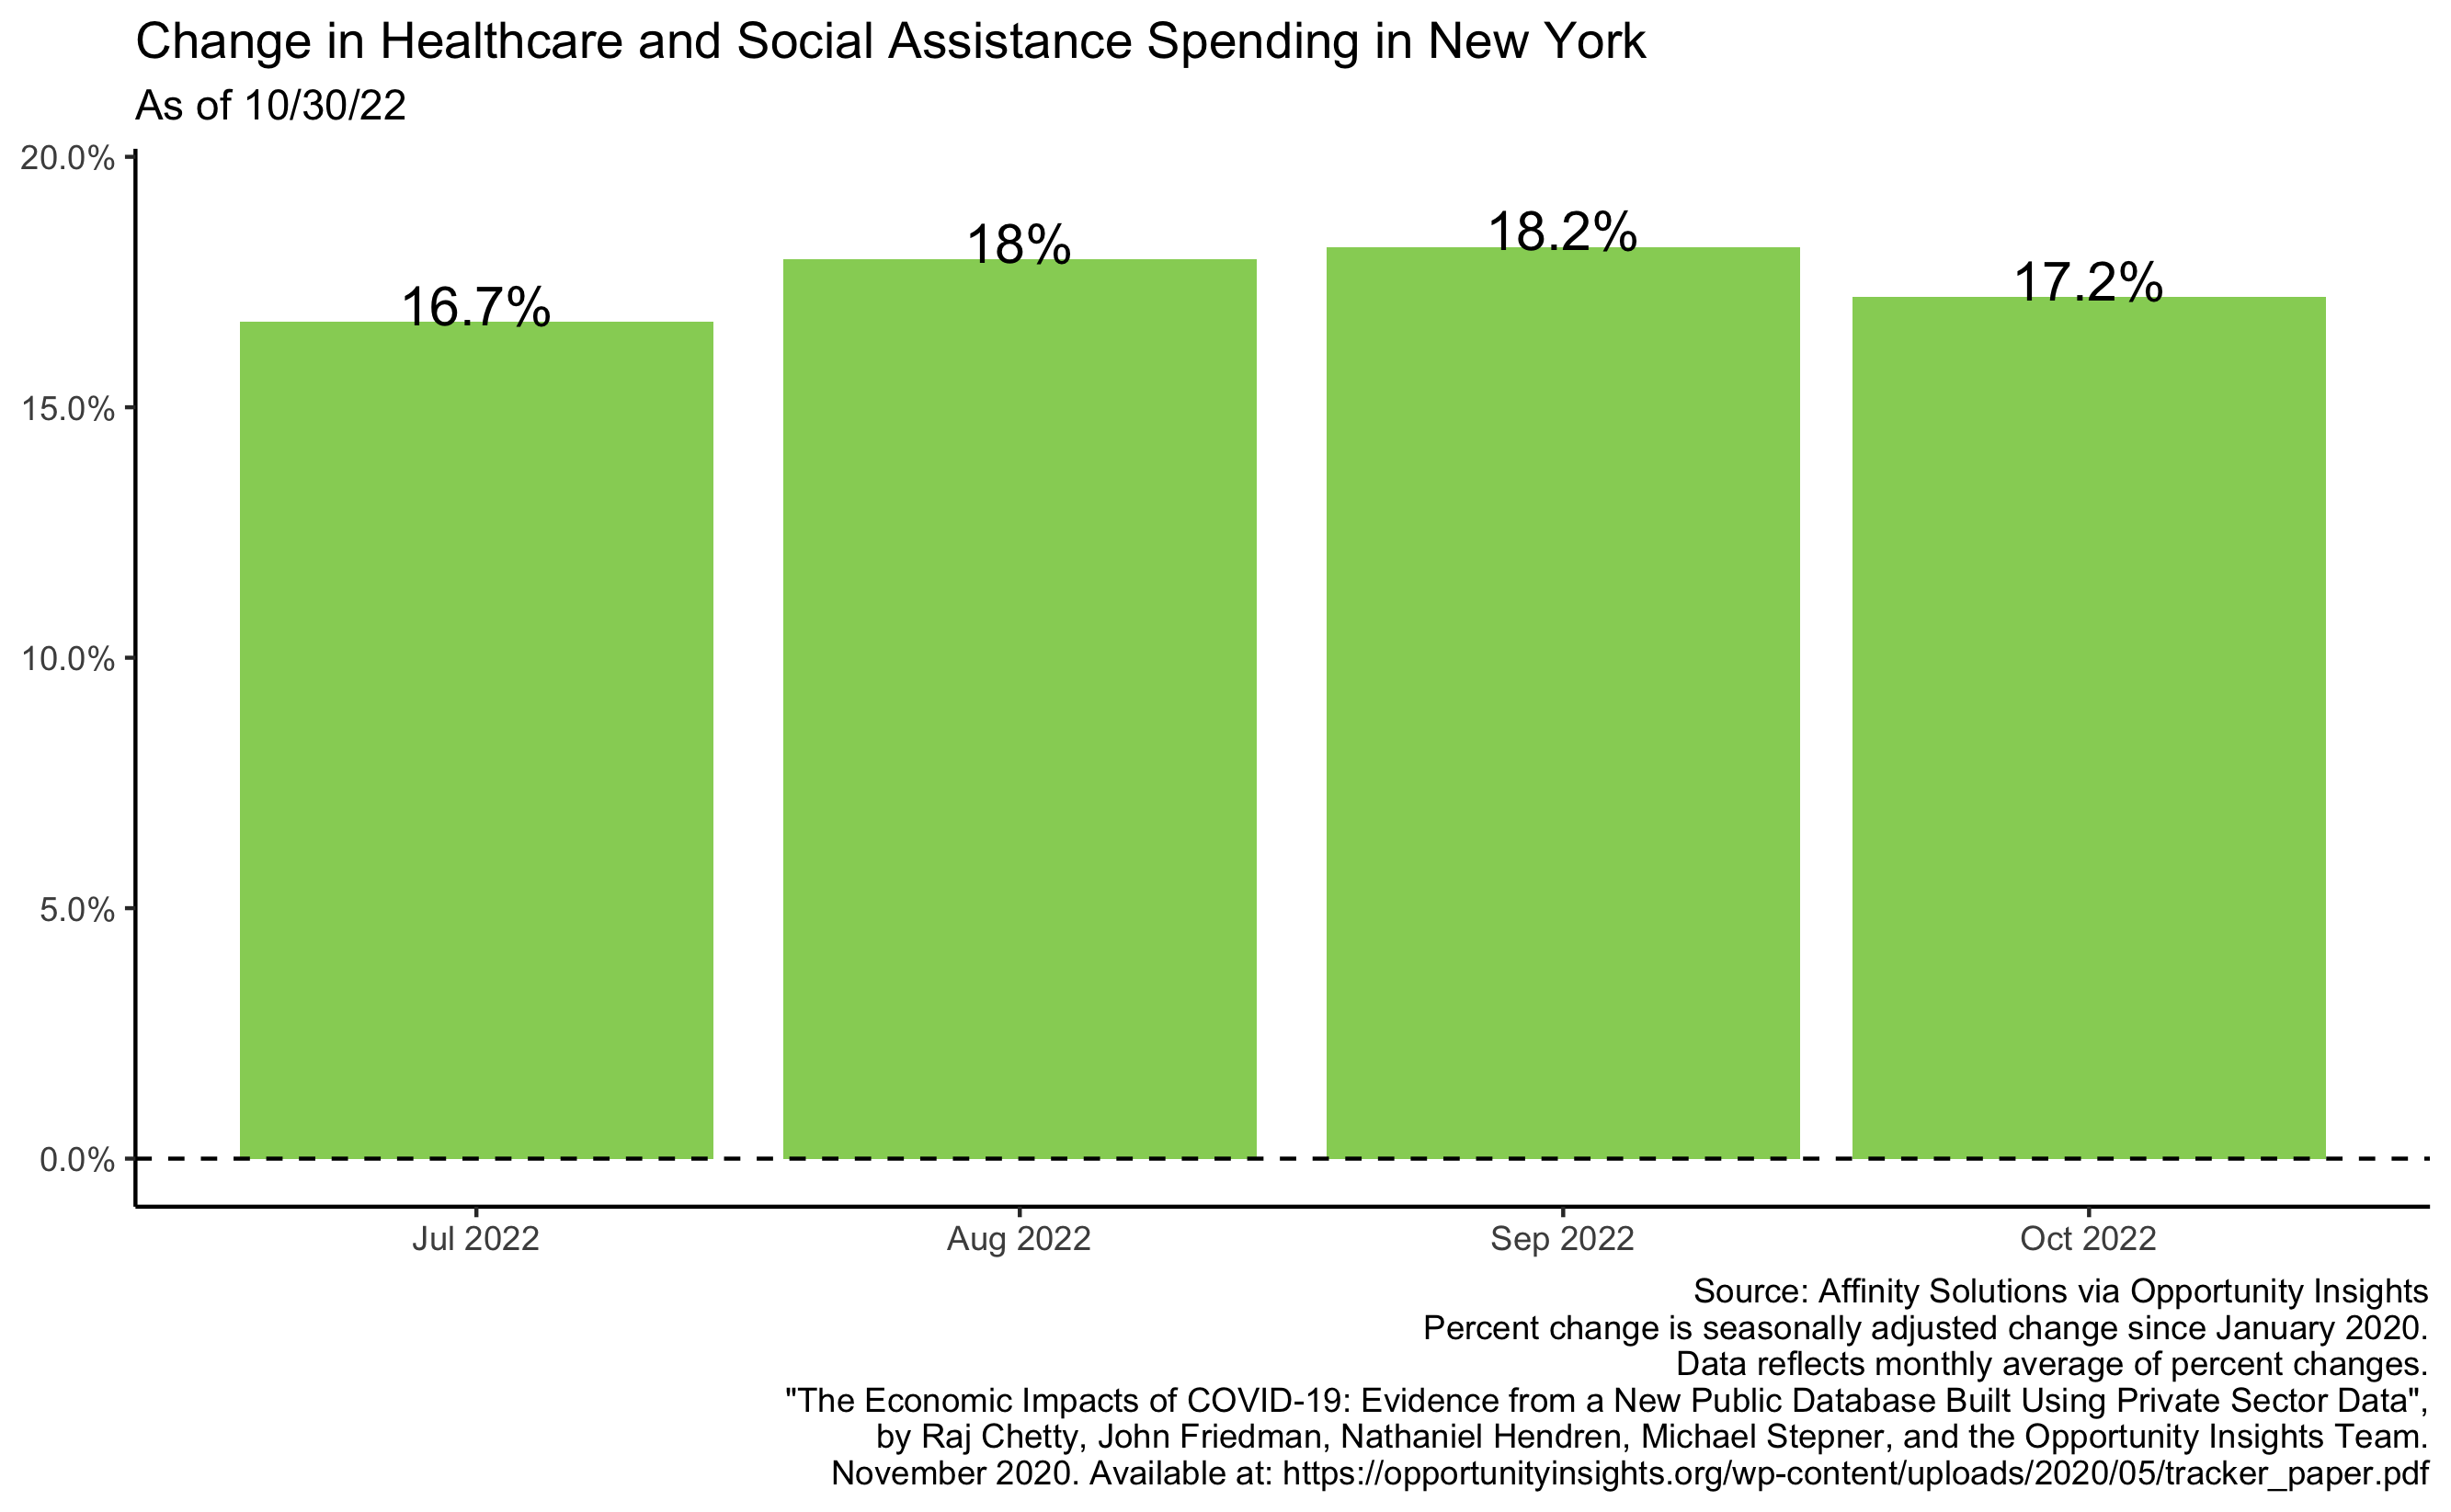 Change in Healthcare and Social Assistance Spending in New York
As of 10/30/22
20.0%
15.0%
10.0%
5.0%
0.0%
16.7%
18%
18.2%
17.2%
Jul 2022
Aug 2022
Sep 2022
Oct 2022
Source: Affinity Solutions via Opportunity Insights
Percent change is seasonally adjusted change since January 2020.
Data reflects monthly average of percent changes.
"The Economic Impacts of COVID-19: Evidence from a New Public Database Built Using Private Sector Data",
by Raj Chetty, John Friedman, Nathaniel Hendren, Michael Stepner, and the Opportunity Insights Team.
November 2020. Available at: https://opportunityinsights.org/wp-content/uploads/2020/05/tracker_paper.pdf